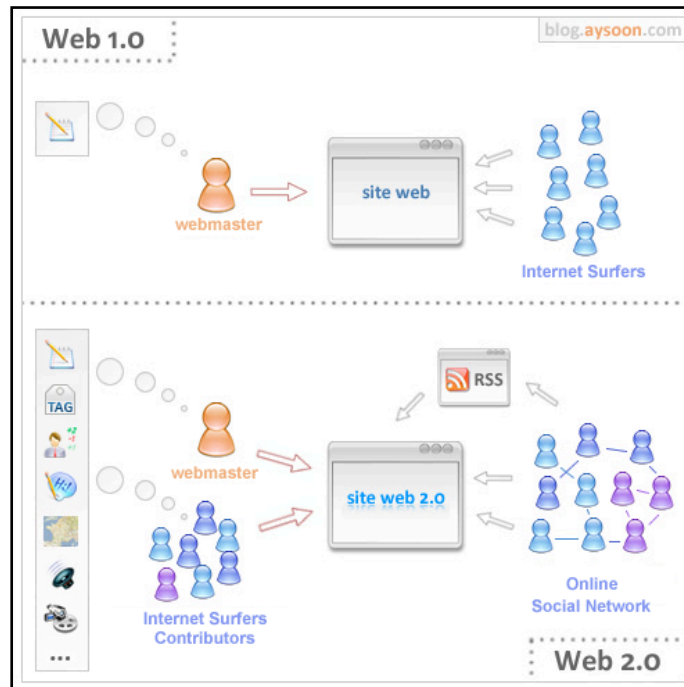 Web 1.0
blog.aysoon.com
site web
webmaster
Internet Surfers
TAG
RSS
webmaster
site web 2.0
Internet Surfers
Contributors
Online
Social Network
...
Web 2.0